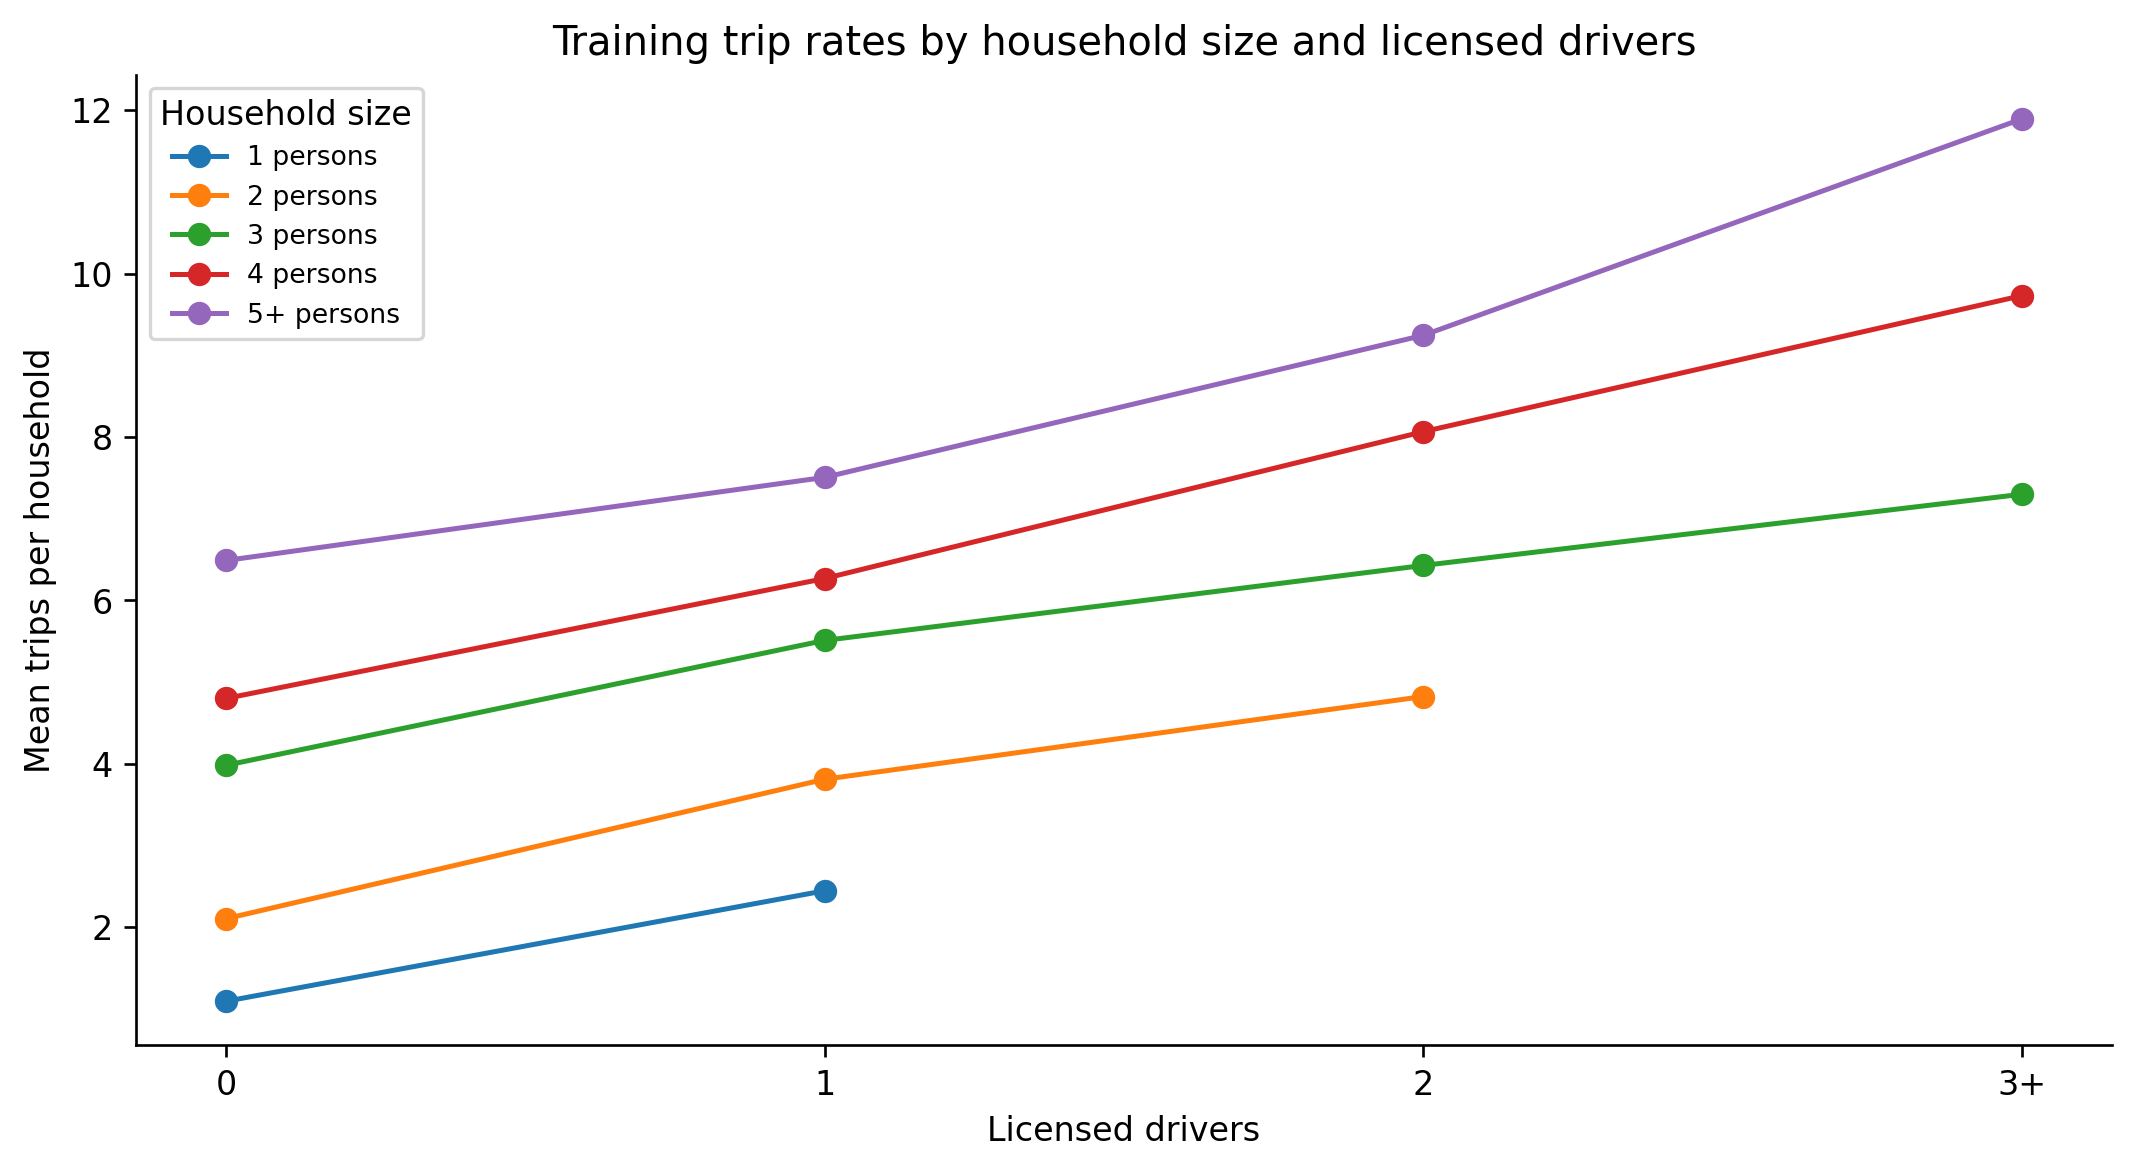 Training trip rates by household size and licensed drivers
Household size
1 persons
2 persons
3 persons
4 persons
5+ persons
Mean trips per household
12
10
8
6
4
2
0
1
2
3+
Licensed drivers